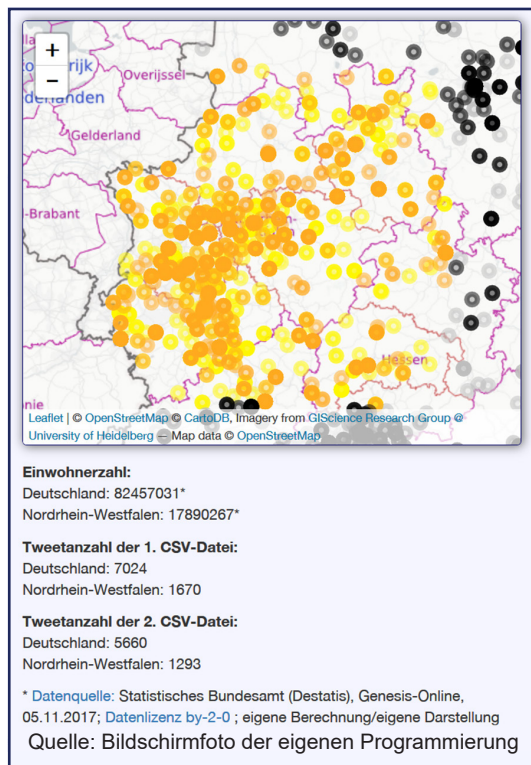 +
−
Overijssel
rijk
derlanden
Gelderland
-Brabant
Hessen
nie
Leaflet | © OpenStreetMap © CartoDB, Imagery from GIScience Research Group @
University of Heidelberg — Map data © OpenStreetMap
Einwohnerzahl:
Deutschland: 82457031*
Nordrhein-Westfalen: 17890267*
Tweetanzahl der 1. CSV-Datei:
Deutschland: 7024
Nordrhein-Westfalen: 1670
Tweetanzahl der 2. CSV-Datei:
Deutschland: 5660
Nordrhein-Westfalen: 1293
* Datenquelle: Statistisches Bundesamt (Destatis), Genesis-Online,
05.11.2017; Datenlizenz by-2-0 ; eigene Berechnung/eigene Darstellung
Quelle: Bildschirmfoto der eigenen Programmierung